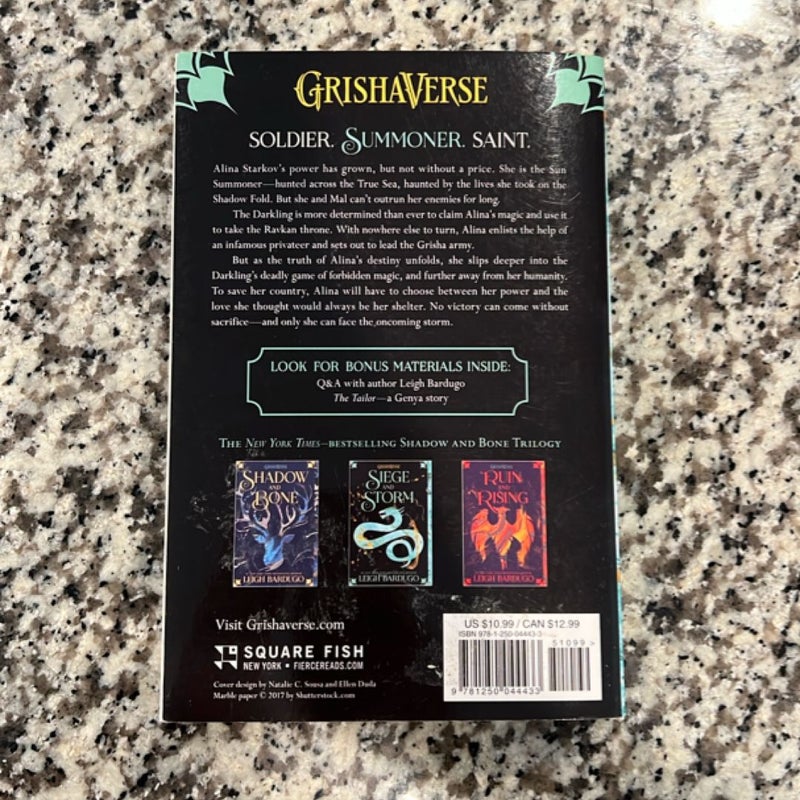 GRISHAVERSE
SOLDIER. SUMMONER. SAINT.
Alina Starkov's power has grown, but not without a price. She is the Sun
Summoner—hunted across the True Sea, haunted by the lives she took on the
Shadow Fold. But she and Mal can't outrun her enemies for long.
The Darkling is more determined than ever to claim Alina's magic and use it
to take the Ravkan throne. With nowhere else to turn, Alina enlists the help of
an infamous privateer and sets out to lead the Grisha army.
But as the truth of Alina's destiny unfolds, she slips deeper into the
Darkling's deadly game of forbidden magic, and further away from her humanity.
To save her country, Alina will have to choose between her power and the
love she thought would always be her shelter. No victory can come without
sacrifice—and only she can face the oncoming storm.
LOOK FOR BONUS MATERIALS INSIDE:
Q&A with author Leigh Bardugo
The Tailor—a Genya story
THE NEW YORK TIMES–BESTSELLING SHADOW AND BONE TRILOGY
GRISHAVERSE
SHADOW
AND
BONE
LEIGH BARDUGO
GRISHAVERSE
SIEGE
AND
STORM
LEIGH BARDUGO
GRISHAVERSE
RUIN
AND
RISING
LEIGH BARDUGO
Visit Grishaverse.com
SQUARE FISH
NEW YORK • FIERCEREADS.COM
Cover design by Natalie C. Sousa and Ellen Duda
Marble paper © 2017 by Shutterstock.com
US $10.99 / CAN $12.99
ISBN 978-1-250-04443-3
51099>
9 781250 044433